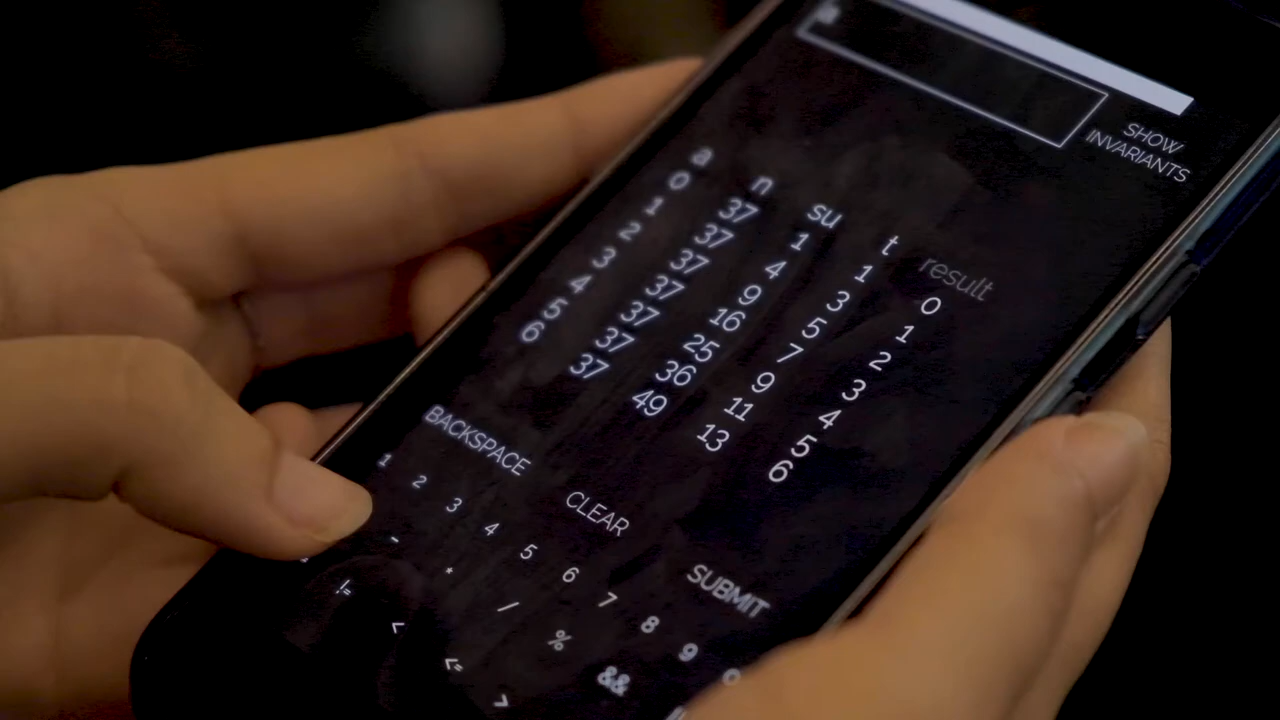 SHOW
INVARIANTS
a n su t result
0 37 1 1 0
1 37 4 3 1
2 37 9 5 2
3 37 16 7 3
4 37 25 9 4
5 37 36 11 5
6 37 49 13 6
BACKSPACE CLEAR SUBMIT
1 2 3 4 5 6 7 8 9 0
- * / % &&
!= < <= >